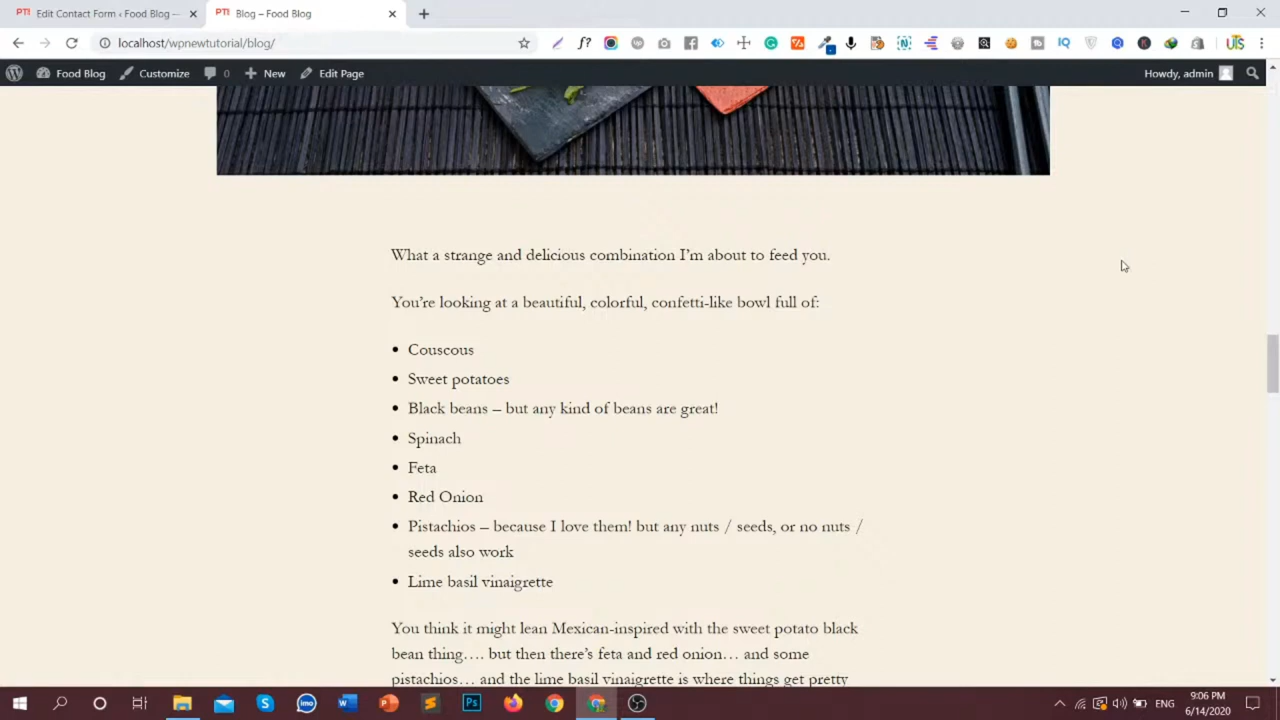 Edit Contact Form ‹ Food Blog —
Blog – Food Blog
localhost/wpnewtutorial/blog/
Food Blog
Customize
0
New
Edit Page
Howdy, admin
What a strange and delicious combination I'm about to feed you.
You're looking at a beautiful, colorful, confetti-like bowl full of:
• Couscous
• Sweet potatoes
• Black beans – but any kind of beans are great!
• Spinach
• Feta
• Red Onion
• Pistachios – because I love them! but any nuts / seeds, or no nuts /
seeds also work
• Lime basil vinaigrette
You think it might lean Mexican-inspired with the sweet potato black
bean thing…. but then there's feta and red onion… and some
pistachios… and the lime basil vinaigrette is where things get pretty
ENG
9:06 PM
6/14/2020